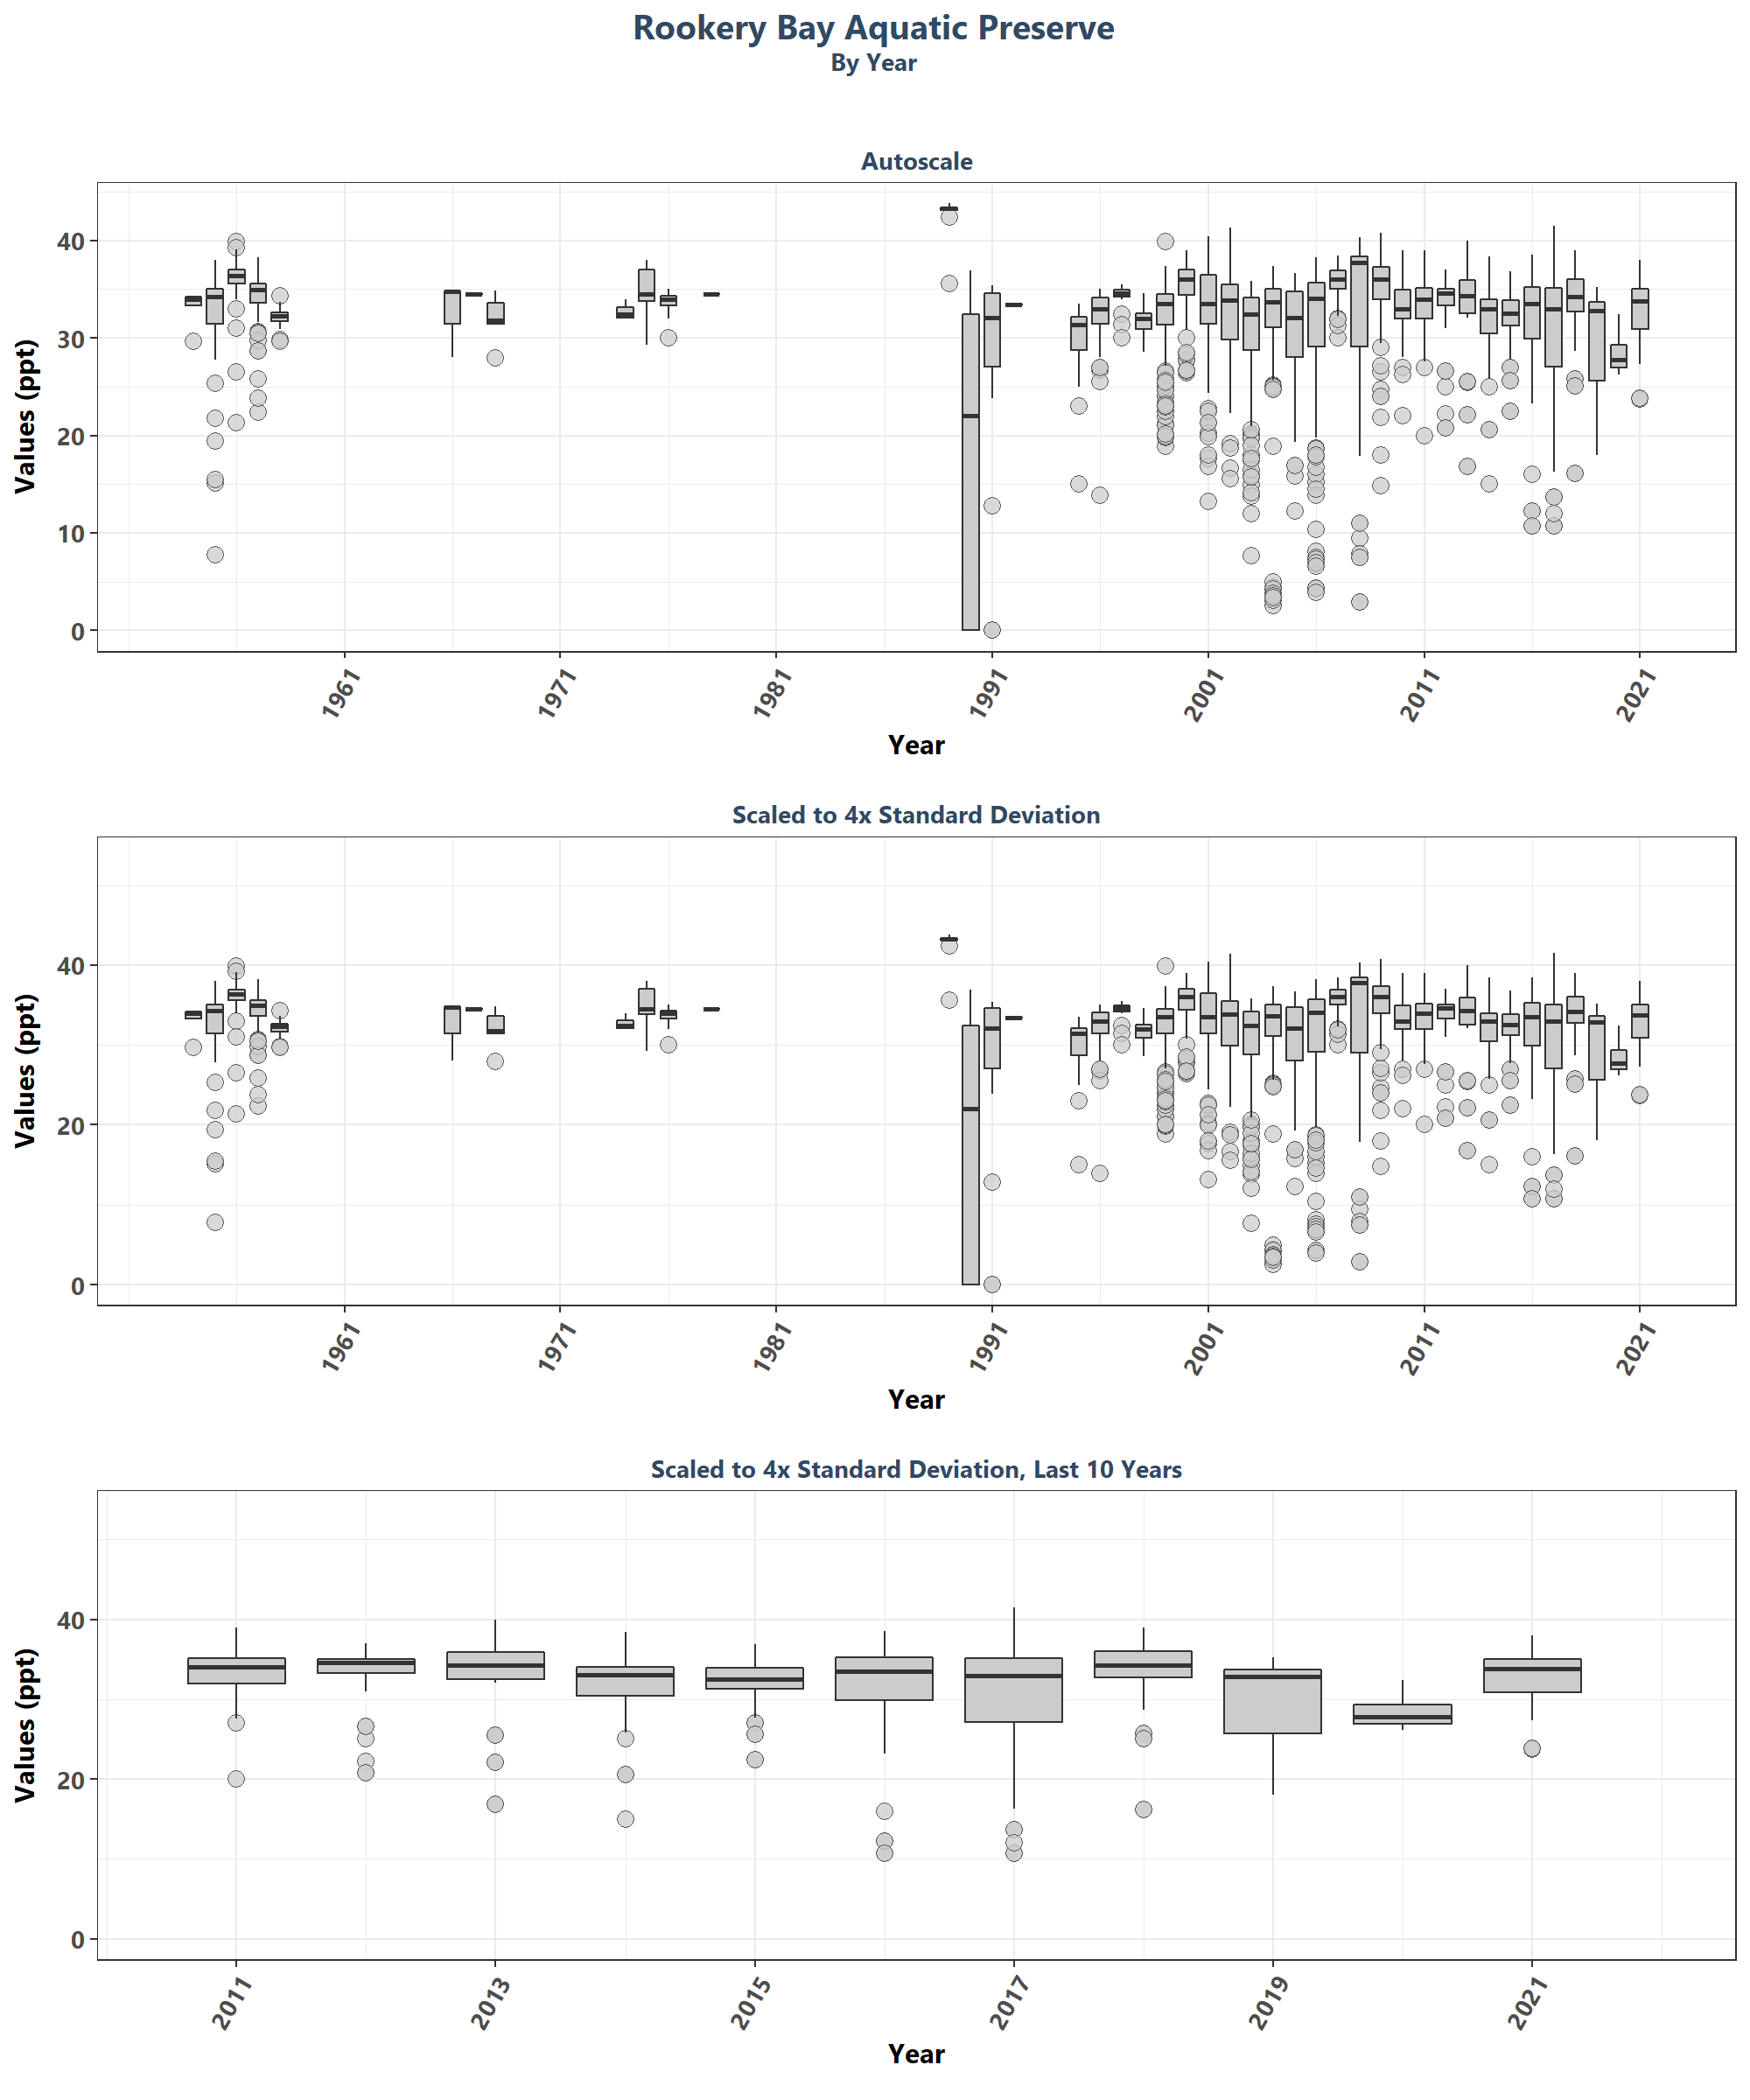 Rookery Bay Aquatic Preserve
By Year
Autoscale
Values (ppt)
40
30
20
10
0
1961
1971
1981
1991
2001
2011
2021
Year
Scaled to 4x Standard Deviation
Values (ppt)
40
20
0
1961
1971
1981
1991
2001
2011
2021
Year
Scaled to 4x Standard Deviation, Last 10 Years
Values (ppt)
40
20
0
2011
2013
2015
2017
2019
2021
Year